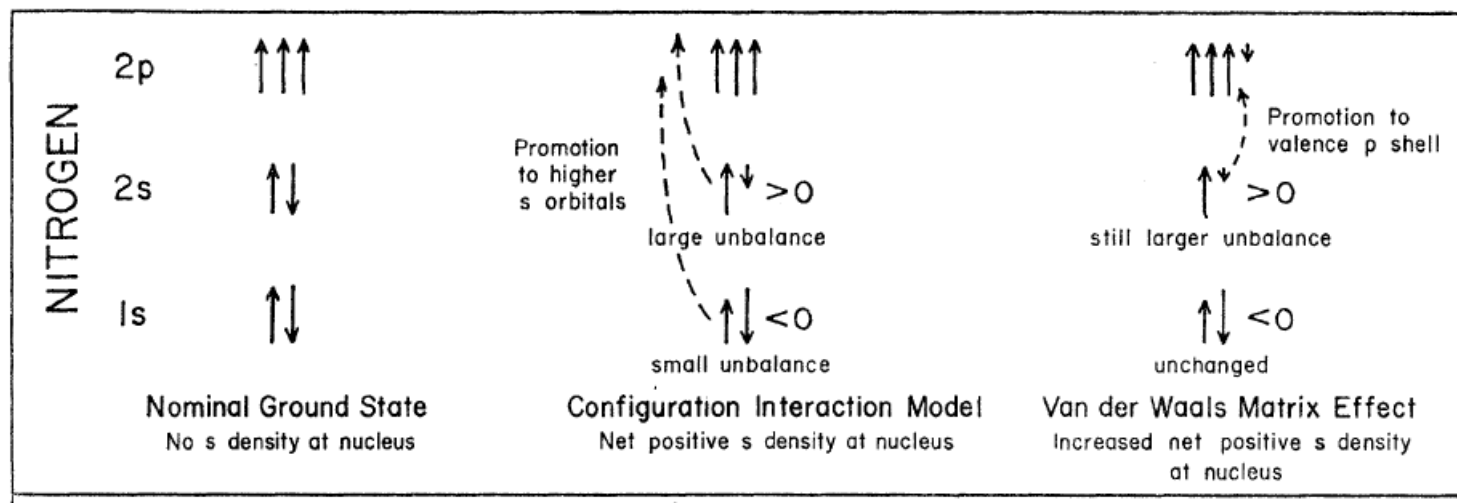 NITROGEN
2p
2s
1s
Promotion
to higher
s orbitals
>0
large unbalance
<0
small unbalance
Promotion to
valence p shell
>0
still larger unbalance
<0
unchanged
Nominal Ground State
No s density at nucleus
Configuration Interaction Model
Net positive s density at nucleus
Van der Waals Matrix Effect
Increased net positive s density
at nucleus